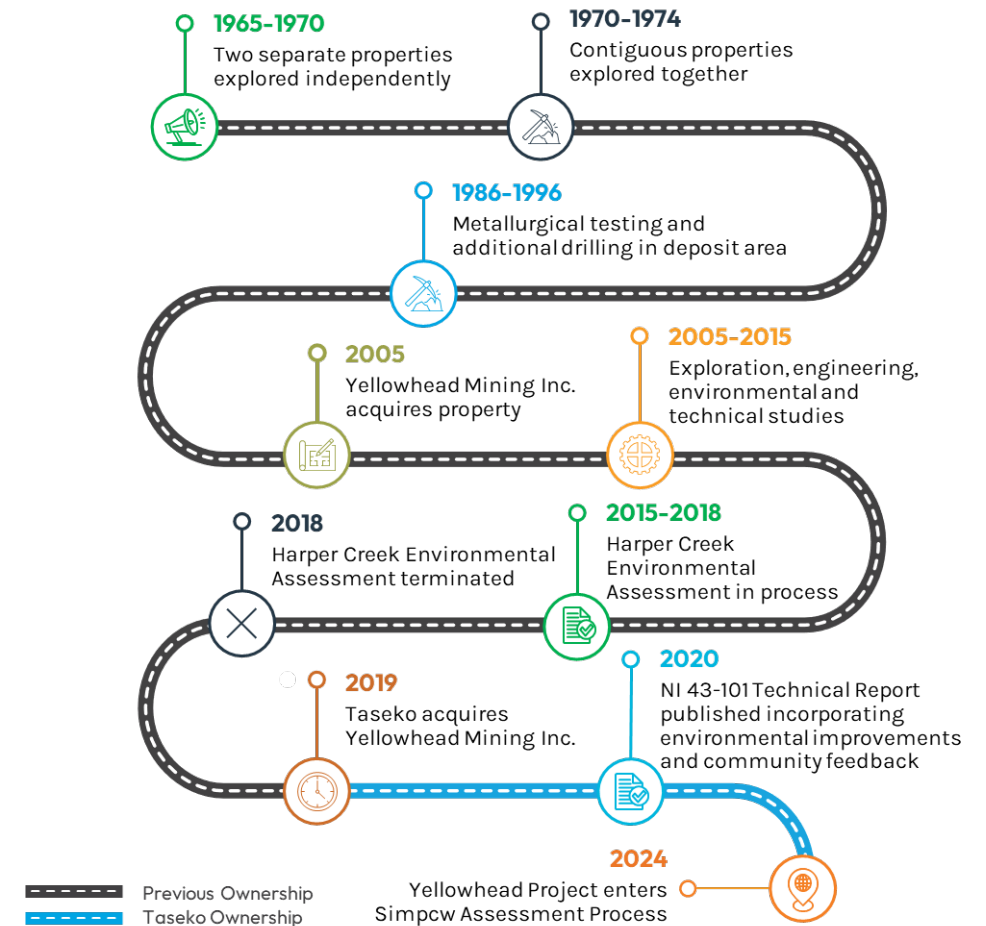 1965-1970
Two separate properties
explored independently
1970-1974
Contiguous properties
explored together
1986-1996
Metallurgical testing and
additional drilling in deposit area
2005
Yellowhead Mining Inc.
acquires property
2005-2015
Exploration, engineering,
environmental and
technical studies
2018
Harper Creek Environmental
Assessment terminated
2015-2018
Harper Creek
Environmental
Assessment in process
2019
Taseko acquires
Yellowhead Mining Inc.
2020
NI 43-101 Technical Report
published incorporating
environmental improvements
and community feedback
2024
Yellowhead Project enters
Simpcw Assessment Process
Previous Ownership
Taseko Ownership